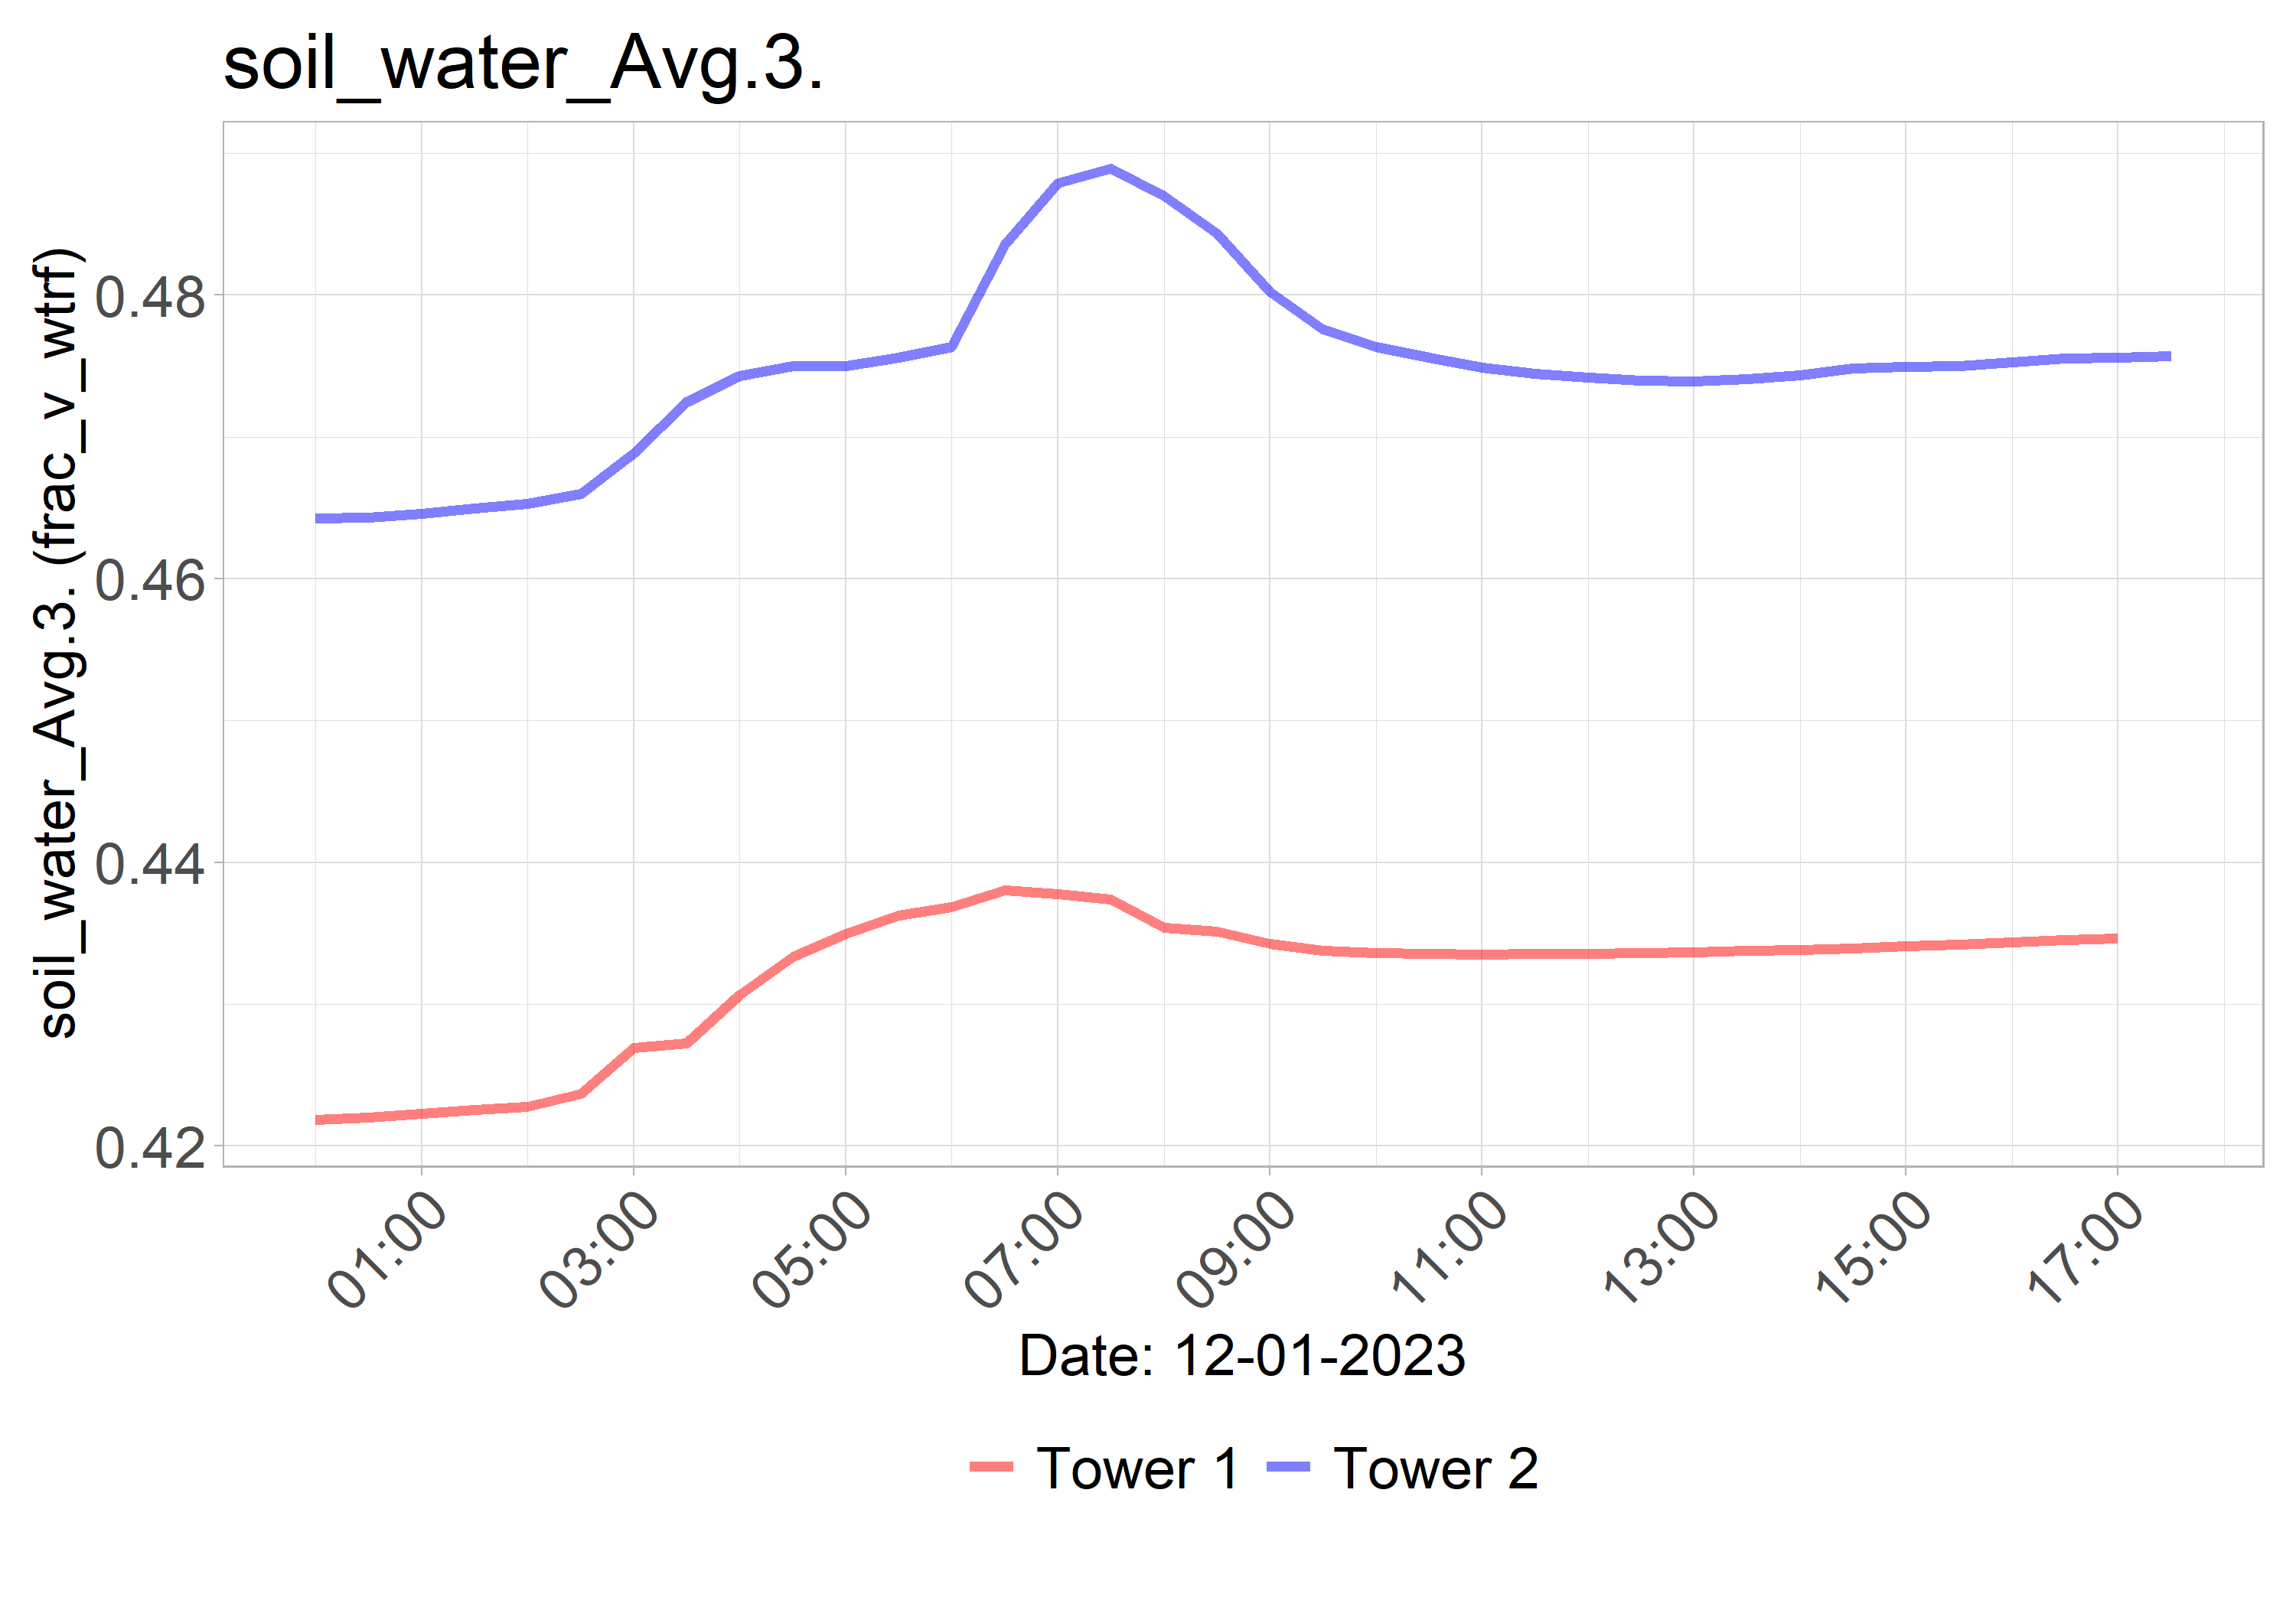 soil_water_Avg.3.
soil_water_Avg.3. (frac_v_wtrf)
0.48
0.46
0.44
0.42
01:00
03:00
05:00
07:00
09:00
11:00
13:00
15:00
17:00
Date: 12-01-2023
Tower 1
Tower 2